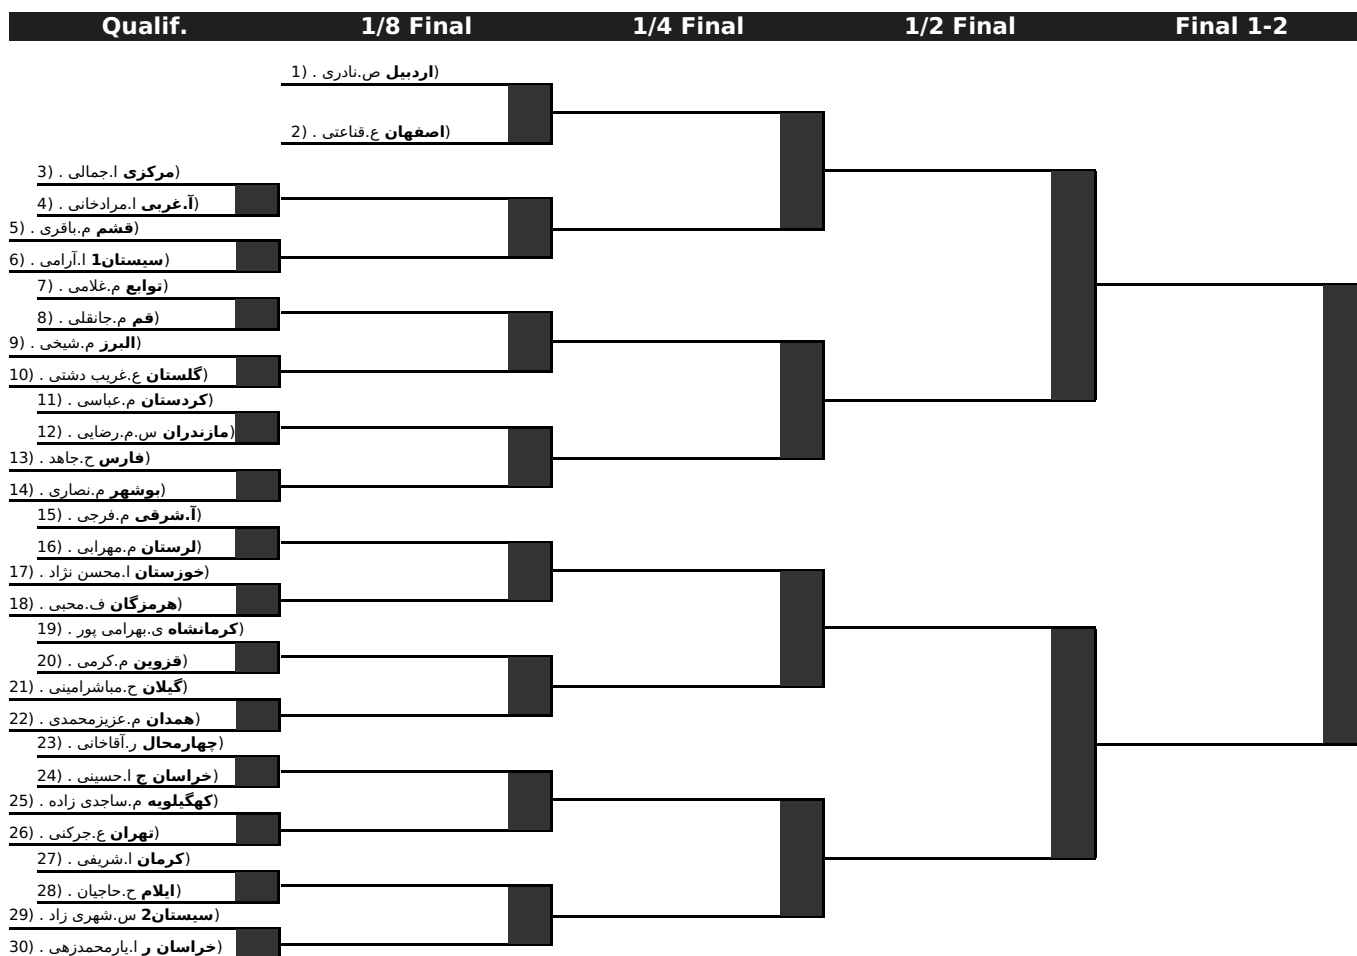 Qualif. 1/8 Final 1/4 Final 1/2 Final Final 1-2
1) . ص.نادری اردبیل)
2) . ع.قناعتی اصفهان)
3) . ا.جمالی مرکزی)
4) . ا.مرادخانی آ.غربی)
5) . م.باقری قشم)
6) . ا.آرامی سیستان1)
7) . م.غلامی توابع)
8) . م.جانقلی قم)
9) . م.شیخی البرز)
10) . ع.غریب دشتی گلستان)
11) . م.عباسی کردستان)
12) . س.م.رضایی مازندران)
13) . ح.جاهد فارس)
14) . م.نصاری بوشهر)
15) . م.فرجی آ.شرقی)
16) . م.مهرابی لرستان)
17) . ا.محسن نژاد خوزستان)
18) . ف.محبی هرمزگان)
19) . ی.بهرامی پور کرمانشاه)
20) . م.کرمی قزوین)
21) . ح.مباشرامینی گیلان)
22) . م.عزیزمحمدی همدان)
23) . ر.آقاخانی چهارمحال)
24) . ا.حسینی خراسان ج)
25) . م.ساجدی زاده کهگیلویه)
26) . ع.جرکنی تهران)
27) . ا.شریفی کرمان)
28) . ح.حاجیان ایلام)
29) . س.شهری زاد سیستان2)
30) . ا.یارمحمدزهی خراسان ر)